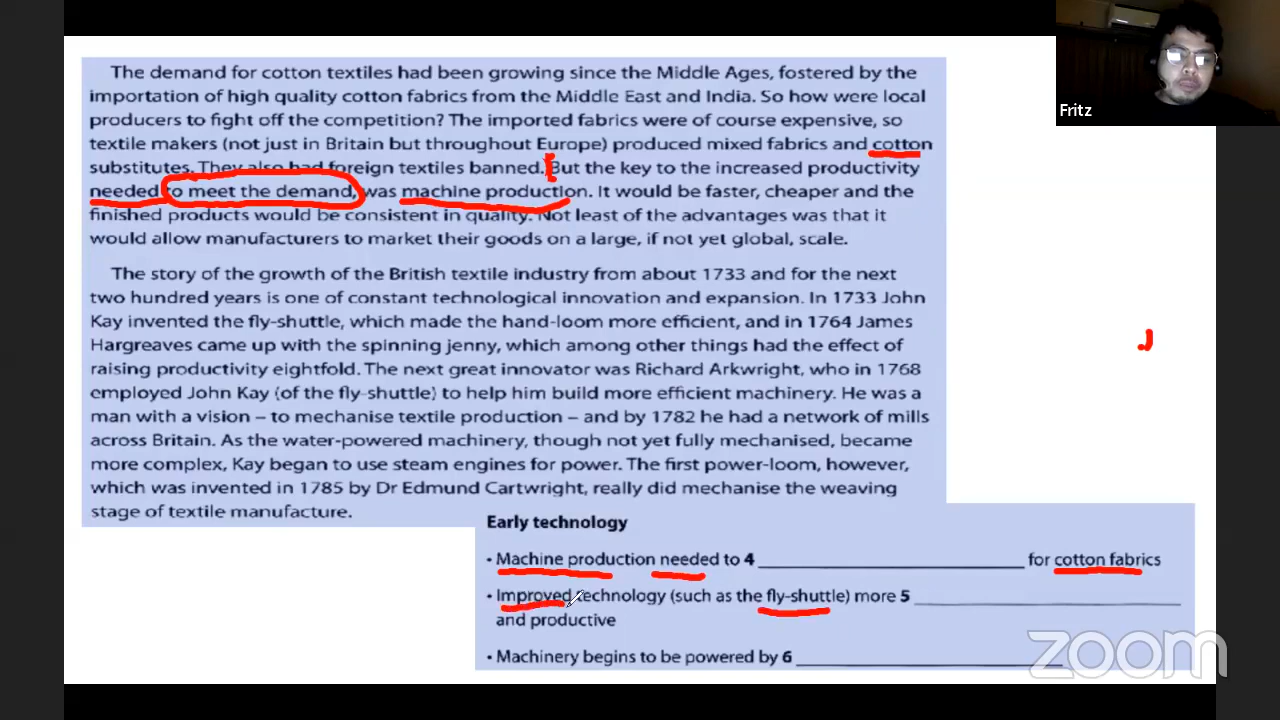 Fritz
The demand for cotton textiles had been growing since the Middle Ages, fostered by the
importation of high quality cotton fabrics from the Middle East and India. So how were local
producers to fight off the competition? The imported fabrics were of course expensive, so
textile makers (not just in Britain but throughout Europe) produced mixed fabrics and cotton
substitutes. They also had foreign textiles banned. But the key to the increased productivity
needed to meet the demand, was machine production. It would be faster, cheaper and the
finished products would be consistent in quality. Not least of the advantages was that it
would allow manufacturers to market their goods on a large, if not yet global, scale.
The story of the growth of the British textile industry from about 1733 and for the next
two hundred years is one of constant technological innovation and expansion. In 1733 John
Kay invented the fly-shuttle, which made the hand-loom more efficient, and in 1764 James
Hargreaves came up with the spinning jenny, which among other things had the effect of
raising productivity eightfold. The next great innovator was Richard Arkwright, who in 1768
employed John Kay (of the fly-shuttle) to help him build more efficient machinery. He was a
man with a vision – to mechanise textile production – and by 1782 he had a network of mills
across Britain. As the water-powered machinery, though not yet fully mechanised, became
more complex, Kay began to use steam engines for power. The first power-loom, however,
which was invented in 1785 by Dr Edmund Cartwright, really did mechanise the weaving
stage of textile manufacture.
Early technology
• Machine production needed to 4 ____________________ for cotton fabrics
• Improved technology (such as the fly-shuttle) more 5 ____________________
and productive
• Machinery begins to be powered by 6 ____________________
zoom